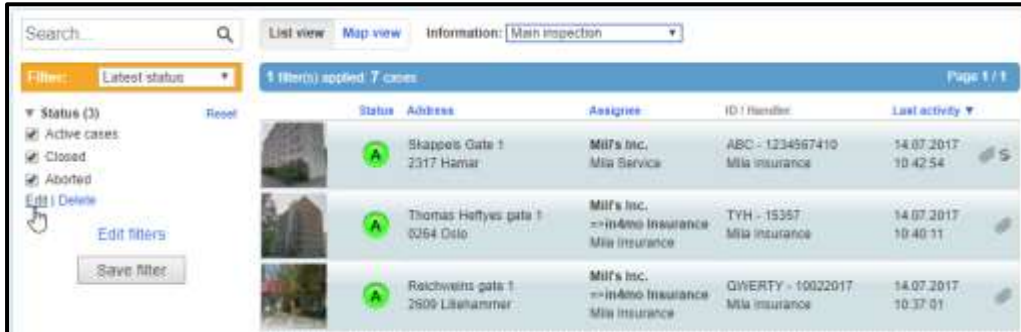 Search...
List view Map view Information: Main inspection
Filter: Latest status
1 filter(s) applied: 7 cases Page 1 / 1
Status (3) Reset
Active cases
Closed
Aborted
Edit | Delete
Edit filters
Save filter
Status Address Assignee ID / Handler Last activity ▼
A Skappels Gate 1 Mill's Inc. ABC - 1234567410 14.07.2017 S
2317 Hamar Mila Service Mila Insurance 10:42:54
A Thomas Heftyes gate 1 Mill's Inc. TYH - 15357 14.07.2017
0264 Oslo =>in4mo Insurance Mila Insurance 10:40:11
Mila Insurance
A Reichweins gate 1 Mill's Inc. QWERTY - 10022017 14.07.2017
2609 Lillehammer =>in4mo Insurance Mila Insurance 10:37:01
Mila Insurance